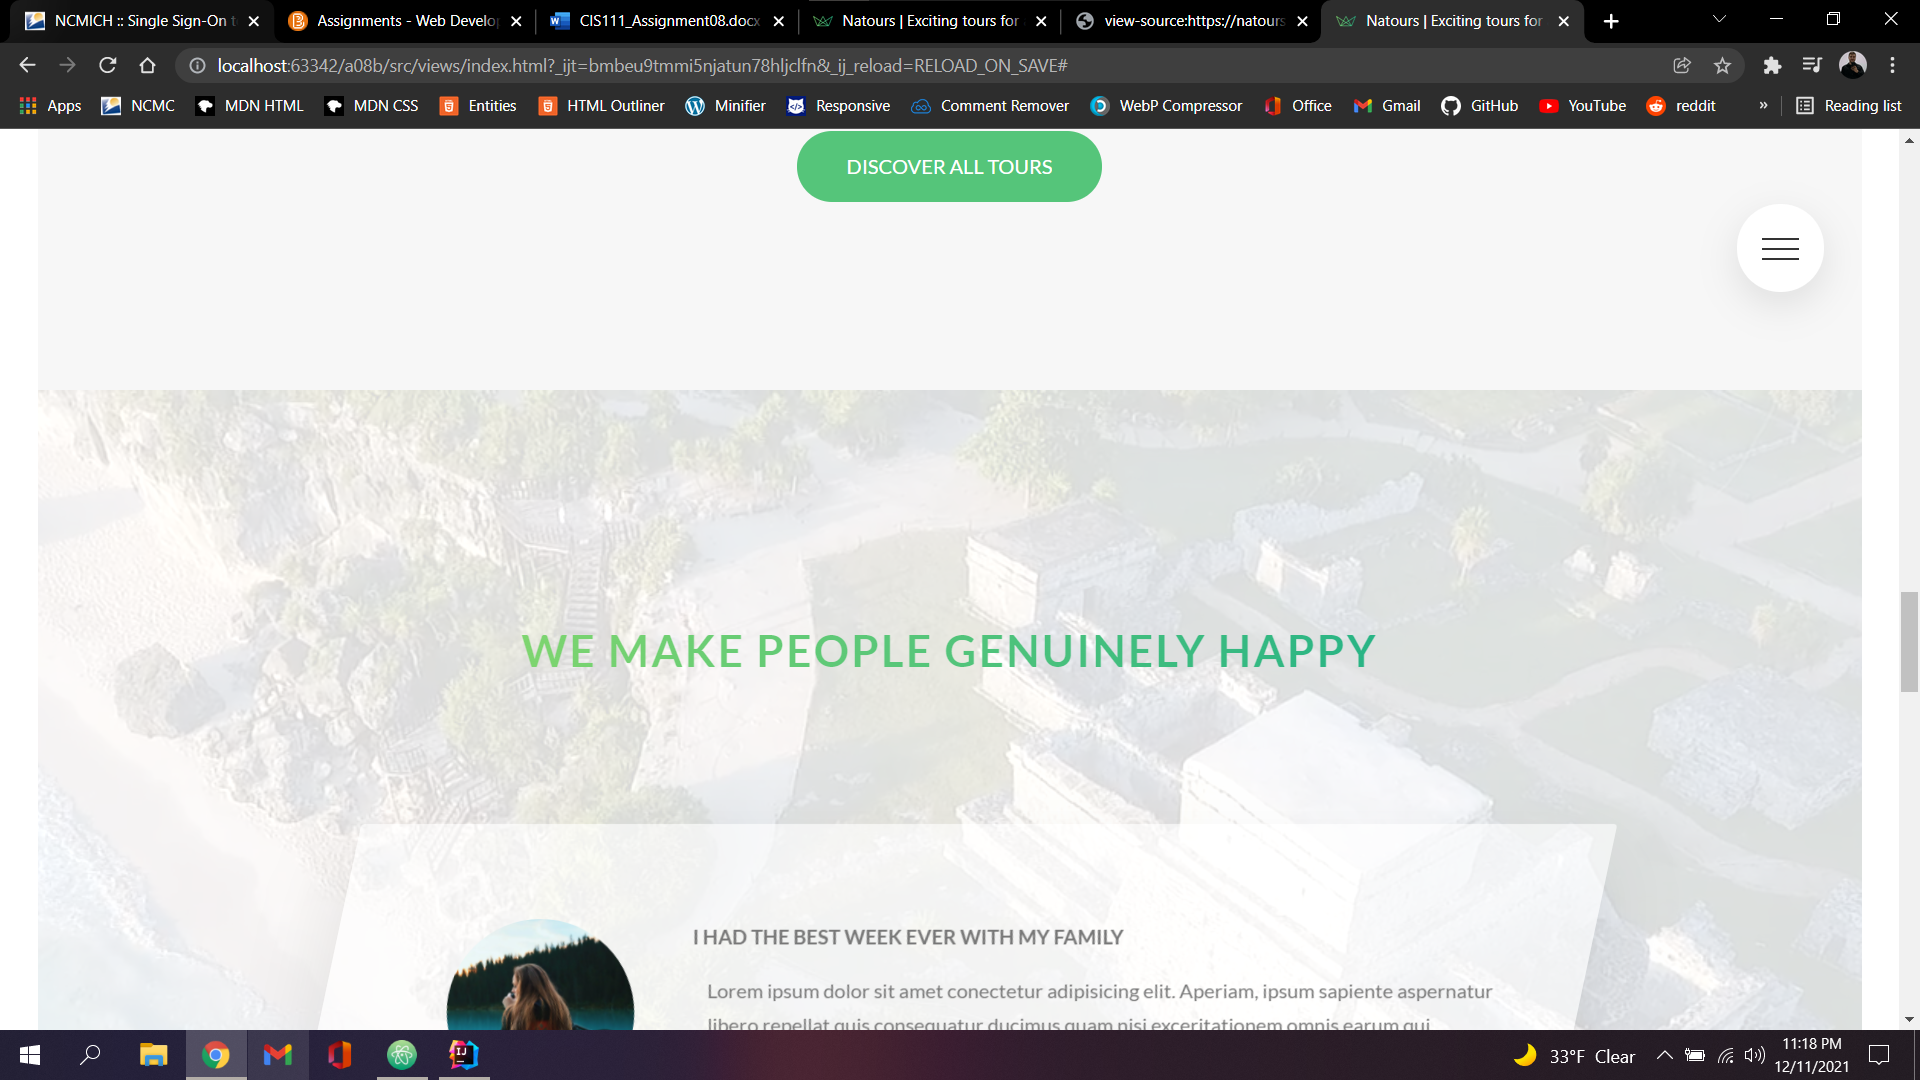 NCMICH :: Single Sign-On t
Assignments - Web Develo
CIS111_Assignment08.docx
Natours | Exciting tours for
view-source:https://natours
Natours | Exciting tours for
localhost:63342/a08b/src/views/index.html?_ijt=bmbeu9tmmi5njatun78hljclfn&_ij_reload=RELOAD_ON_SAVE#
Apps NCMC MDN HTML MDN CSS Entities HTML Outliner Minifier Responsive Comment Remover WebP Compressor Office Gmail GitHub YouTube reddit » Reading list
DISCOVER ALL TOURS
WE MAKE PEOPLE GENUINELY HAPPY
I HAD THE BEST WEEK EVER WITH MY FAMILY
Lorem ipsum dolor sit amet conectetur adipisicing elit. Aperiam, ipsum sapiente aspernatur
libero repellat quis consequatur ducimus quam nisi exceritationem omnis earum qui
33°F Clear
11:18 PM
12/11/2021